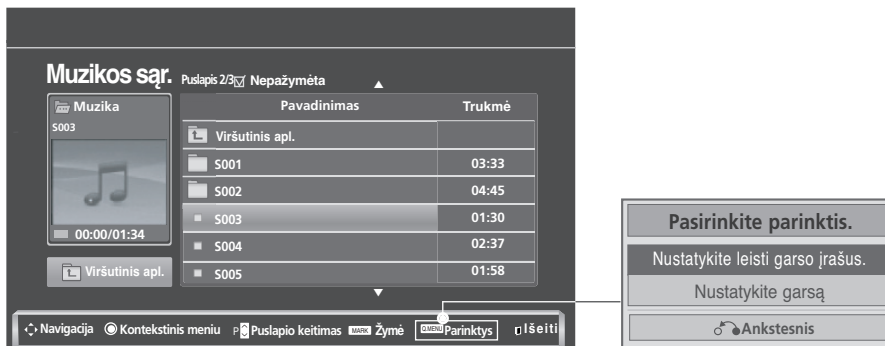 Muzikos sąr. Puslapis 2/3 Nepažymėta
Muzika
S003
00:00/01:34
Viršutinis apl.
Pavadinimas Trukmė
Viršutinis apl.
S001 03:33
S002 04:45
S003 01:30
S004 02:37
S005 01:58
Navigacija Kontekstinis meniu P Puslapio keitimas MARK Žymė Q.MENU Parinktys Išeiti
Pasirinkite parinktis.
Nustatykite leisti garso įrašus.
Nustatykite garsą
Ankstesnis